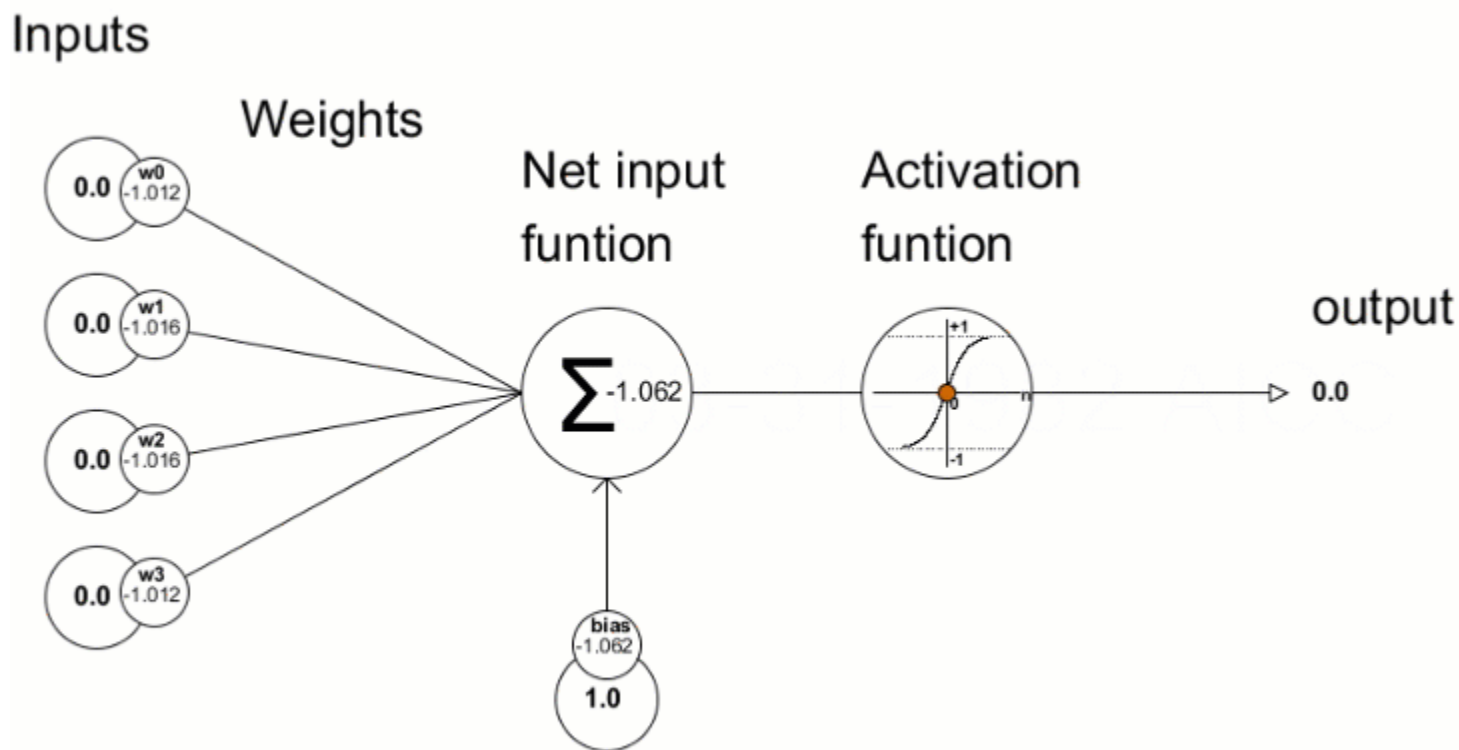 Inputs
Weights
Net input
funtion
Activation
funtion
output
0.0
w0
-1.012
0.0
w1
-1.016
0.0
w2
-1.016
0.0
w3
-1.012
Σ
-1.062
+1
0
n
-1
0.0
bias
-1.062
1.0